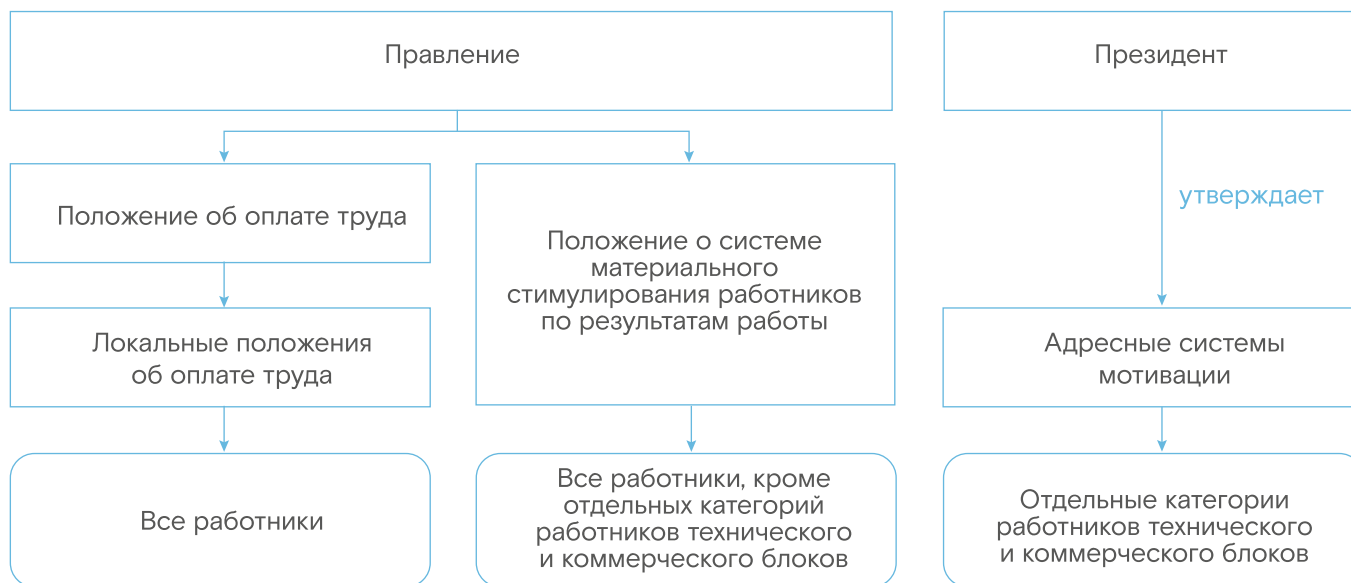 Правление
Президент
утверждает
Положение об оплате труда
Положение о системе
материального
стимулирования работников
по результатам работы
Локальные положения
об оплате труда
Адресные системы
мотивации
Все работники
Все работники, кроме
отдельных категорий
работников технического
и коммерческого блоков
Отдельные категории
работников технического
и коммерческого блоков